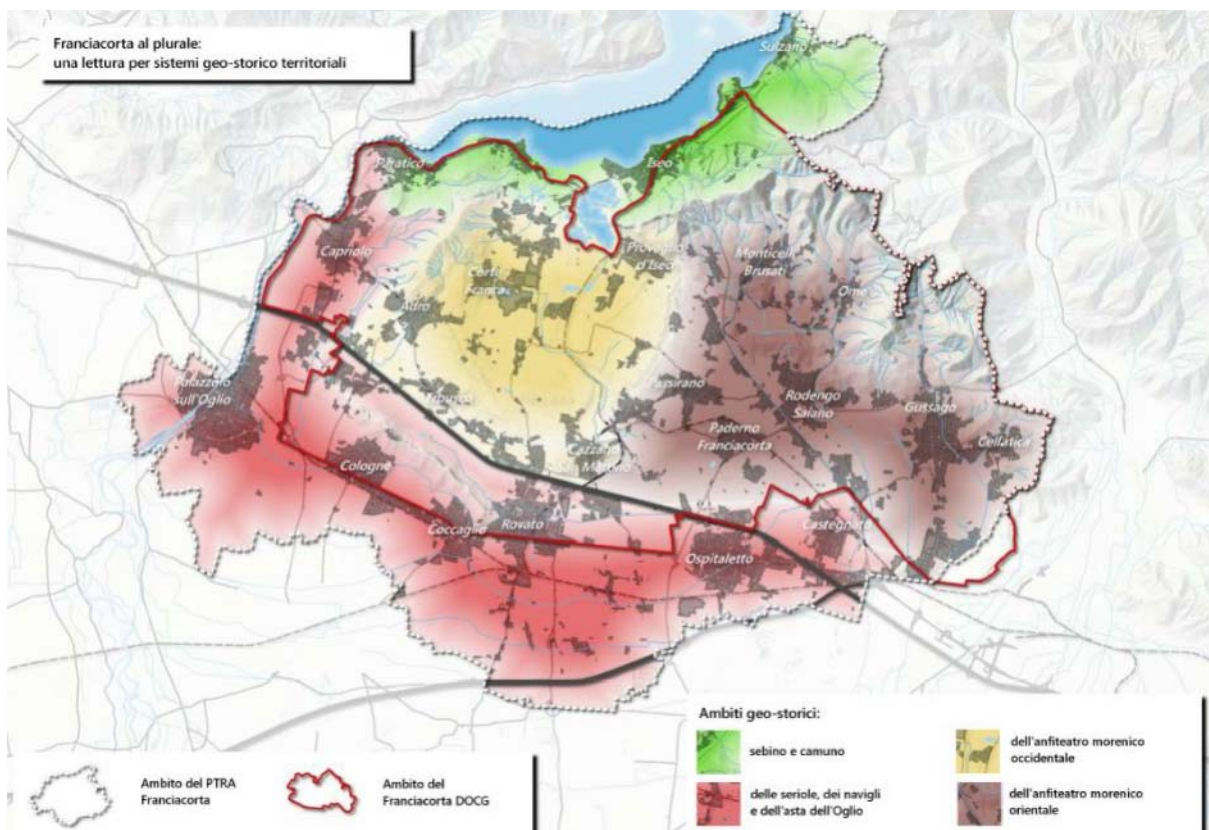 Franciacorta al plurale:
una lettura per sistemi geo-storico territoriali
Sulzano
Paratico
Iseo
Capriolo
Provaglio
d'Iseo
Monticelli
Brusati
Corte
Franca
Ome
Adro
Palazzolo
sull'Oglio
Passirano
Rodengo
Saiano
Gussago
Erbusco
Paderno
Franciacorta
Cellatica
Cazzago
San Martino
Cologne
Coccaglio
Rovato
Castegnato
Ospitaletto
Ambiti geo-storici:
sebino e camuno
dell'anfiteatro morenico
occidentale
delle seriole, dei navigli
e dell'asta dell'Oglio
dell'anfiteatro morenico
orientale
Ambito del PTRA
Franciacorta
Ambito del
Franciacorta DOCG